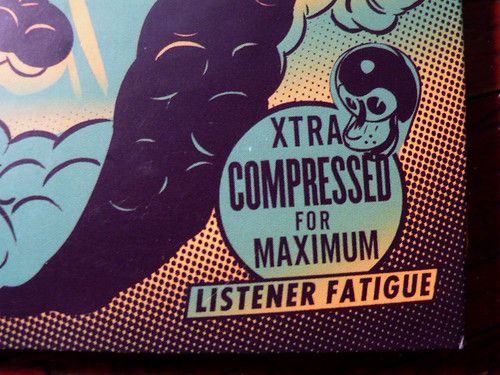 XTRA
COMPRESSED
FOR
MAXIMUM
LISTENER FATIGUE